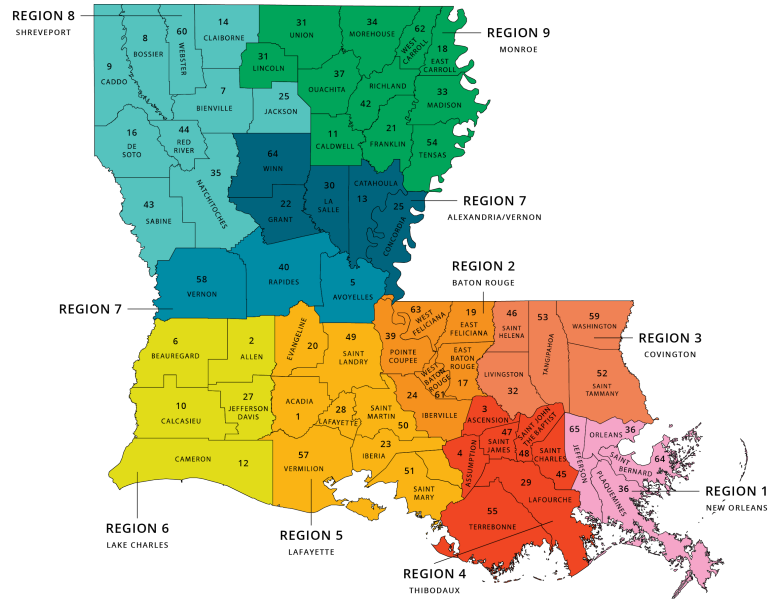 REGION 8
SHREVEPORT
14
CLAIBORNE
31
UNION
34
MOREHOUSE
62
WEST
CARROLL
REGION 9
MONROE
8
BOSSIER
60
WEBSTER
18
EAST
CARROLL
9
CADDO
31
LINCOLN
37
OUACHITA
RICHLAND
42
33
MADISON
7
BIENVILLE
25
JACKSON
16
DE
SOTO
44
RED
RIVER
11
CALDWELL
21
FRANKLIN
54
TENSAS
64
WINN
35
NATCHITOCHES
30
LA
SALLE
CATAHOULA
13
25
CONCORDIA
REGION 7
ALEXANDRIA/VERNON
43
SABINE
22
GRANT
58
VERNON
40
RAPIDES
5
AVOYELLES
REGION 7
REGION 2
BATON ROUGE
6
BEAUREGARD
2
ALLEN
EVANGELINE
20
49
SAINT
LANDRY
39
POINTE
COUPEE
63
WEST
FELICIANA
19
EAST
FELICIANA
46
SAINT
HELENA
53
TANGIPAHOA
59
WASHINGTON
REGION 3
COVINGTON
EAST
BATON
ROUGE
17
WEST
BATON
ROUGE
61
LIVINGSTON
32
52
SAINT
TAMMANY
10
CALCASIEU
27
JEFFERSON
DAVIS
ACADIA
1
28
LAFAYETTE
SAINT
MARTIN
50
24
IBERVILLE
3
ASCENSION
47
SAINT
JAMES
SAINT JOHN
THE BAPTIST
48
SAINT
CHARLES
45
65
JEFFERSON
ORLEANS 36
SAINT
BERNARD
64
CAMERON
12
57
VERMILION
23
IBERIA
51
SAINT
MARY
4
ASSUMPTION
29
LAFOURCHE
55
TERREBONNE
36
PLAQUEMINES
REGION 1
NEW ORLEANS
REGION 6
LAKE CHARLES
REGION 5
LAFAYETTE
REGION 4
THIBODAUX